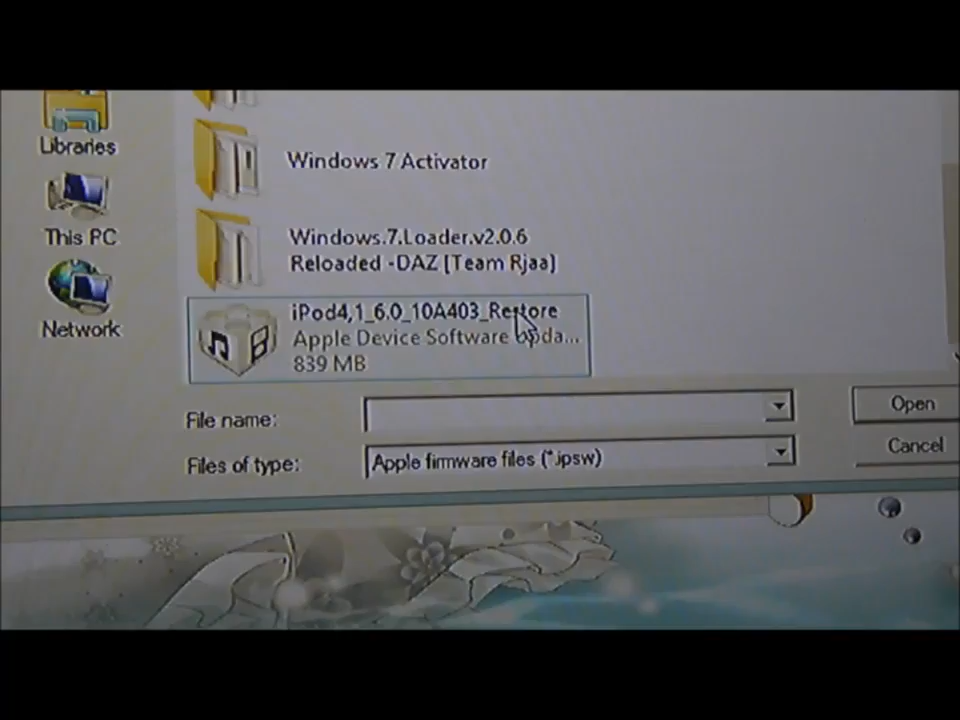 Libraries
This PC
Network
Windows 7 Activator
Windows.7.Loader.v2.0.6
Reloaded -DAZ [Team Rjaa]
iPod4,1_6.0_10A403_Restore
Apple Device Software Upda...
839 MB
File name:
Open
Files of type:
Apple firmware files (*.ipsw)
Cancel